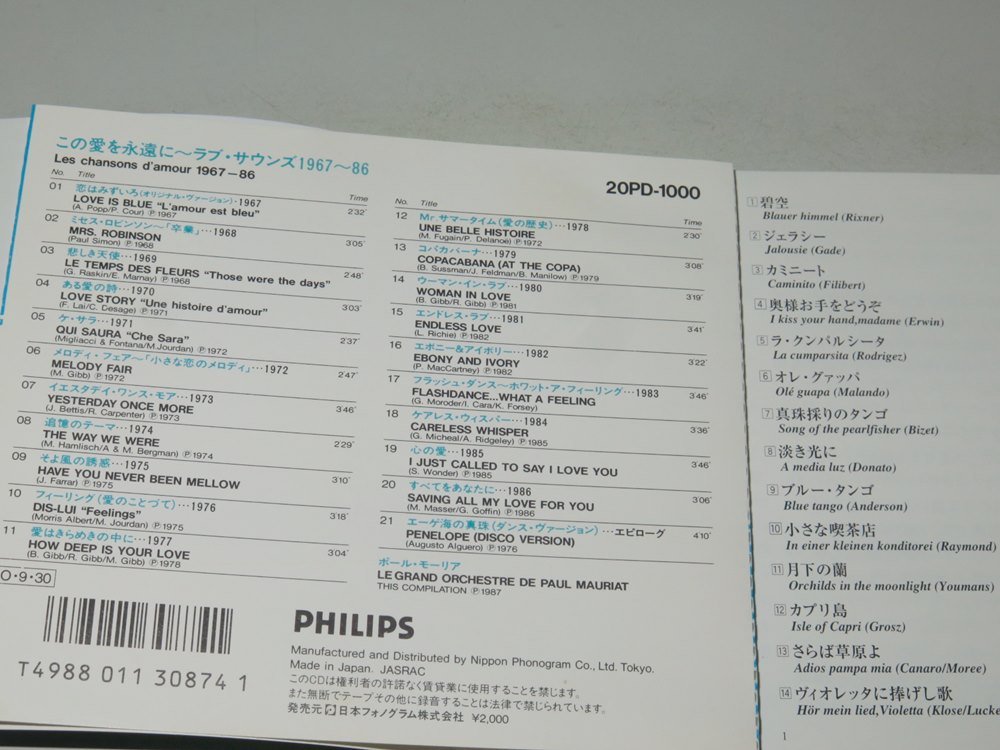 この愛を永遠に〜ラブ・サウンズ1967〜86
Les chansons d'amour 1967–86
20PD-1000
No. Title Time
01 恋はみずいろ(オリジナル・ヴァージョン)・1967
LOVE IS BLUE "L'amour est bleu" 2'32"
(A. Popp/P. Cour) Ⓟ1967
02 ミセス・ロビンソン〜「卒業」…1968
MRS. ROBINSON 3'05"
(Paul Simon) Ⓟ1968
03 悲しき天使…1969
LE TEMPS DES FLEURS "Those were the days" 2'48"
(G. Raskin/E. Marnay) Ⓟ1968
04 ある愛の詩…1970
LOVE STORY "Une histoire d'amour" 3'03"
(F. Lai/C. Desage) Ⓟ1971
05 ケ・サラ…1971
QUI SAURA "Che Sara" 2'37"
(Migliacci & Fontana/M.Jourdan) Ⓟ1972
06 メロディ・フェア〜「小さな恋のメロディ」…1972
MELODY FAIR 2'47"
(M. Gibb) Ⓟ1972
07 イエスタデイ・ワンス・モア…1973
YESTERDAY ONCE MORE 3'46"
(J. Bettis/R. Carpenter) Ⓟ1973
08 追憶のテーマ…1974
THE WAY WE WERE 2'29"
(M. Hamlisch/A & M. Bergman) Ⓟ1974
09 そよ風の誘惑…1975
HAVE YOU NEVER BEEN MELLOW 3'10"
(J. Farrar) Ⓟ1975
10 フィーリング(愛のことづて)…1976
DIS-LUI "Feelings" 3'18"
(Morris Albert/M. Jourdan) Ⓟ1975
11 愛はきらめきの中に…1977
HOW DEEP IS YOUR LOVE 3'04"
(B. Gibb/R. Gibb/M. Gibb) Ⓟ1978
No. Title Time
12 Mr.サマータイム(愛の歴史)…1978
UNE BELLE HISTOIRE 2'30"
(M. Fugain/P. Delanoë) Ⓟ1972
13 コパカバーナ…1979
COPACABANA (AT THE COPA) 3'08"
(B. Sussman/J. Feldman/B. Manilow) Ⓟ1979
14 ウーマン・イン・ラブ…1980
WOMAN IN LOVE 3'19"
(B. Gibb/R. Gibb) Ⓟ1981
15 エンドレス・ラブ…1981
ENDLESS LOVE 3'41"
(L. Richie) Ⓟ1982
16 エボニー&アイボリー…1982
EBONY AND IVORY 3'22"
(P. MacCartney) Ⓟ1982
17 フラッシュ・ダンス〜ホワット・ア・フィーリング…1983
FLASHDANCE...WHAT A FEELING 3'46"
(G. Moroder/I. Cara/K. Forsey)
18 ケアレス・ウィスパー…1984
CARELESS WHISPER 3'36"
(G. Micheal/A. Ridgeley) Ⓟ1985
19 心の愛…1985
I JUST CALLED TO SAY I LOVE YOU 3'46"
(S. Wonder) Ⓟ1985
20 すべてをあなたに…1986
SAVING ALL MY LOVE FOR YOU 3'06"
(M. Masser/G. Goffin) Ⓟ1986
21 エーゲ海の真珠(ダンス・ヴァージョン)…エピローグ
PENELOPE (DISCO VERSION) 4'10"
(Augusto Alguero) Ⓟ1976
ポール・モーリア
LE GRAND ORCHESTRE DE PAUL MAURIAT
THIS COMPILATION Ⓟ1987
O・9・30
T4988 011 30874 1
PHILIPS
Manufactured and Distributed by Nippon Phonogram Co., Ltd. Tokyo.
Made in Japan. JASRAC
このCDは権利者の許諾なく賃貸業に使用することを禁じます。
また無断でテープその他に録音することは法律で禁じられています。
発売元 日本フォノグラム株式会社 ¥2,000
1 碧空
Blauer himmel (Rixner)
2 ジェラシー
Jalousie (Gade)
3 カミニート
Caminito (Filibert)
4 奥様お手をどうぞ
I kiss your hand,madame (Erwin)
5 ラ・クンパルシータ
La cumparsita (Rodrigez)
6 オレ・グァッパ
Olé guapa (Malando)
7 真珠採りのタンゴ
Song of the pearlfisher (Bizet)
8 淡き光に
A media luz (Donato)
9 ブルー・タンゴ
Blue tango (Anderson)
10 小さな喫茶店
In einer kleinen konditorei (Raymond)
11 月下の蘭
Orchilds in the moonlight (Youmans)
12 カプリ島
Isle of Capri (Grosz)
13 さらば草原よ
Adios pampa mia (Canaro/Moree)
14 ヴィオレッタに捧げし歌
Hör mein lied,Violetta (Klose/Lucke
1